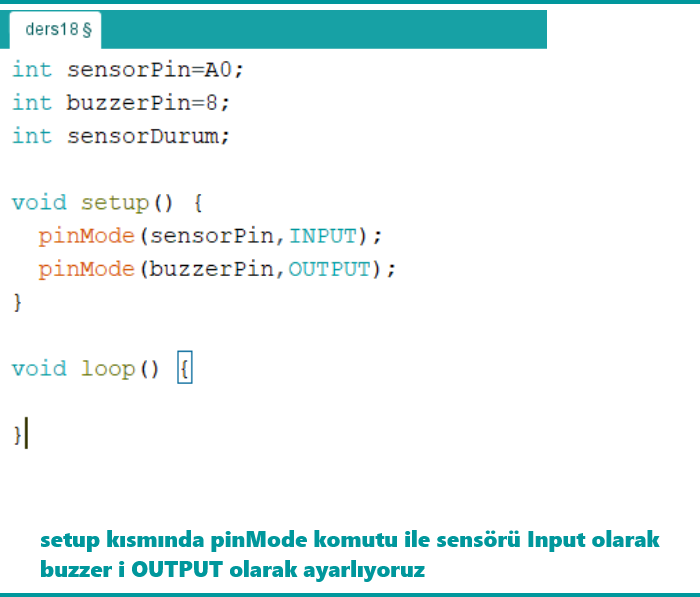 ders18 §
int sensorPin=A0;
int buzzerPin=8;
int sensorDurum;
void setup() {
pinMode(sensorPin,INPUT);
pinMode(buzzerPin,OUTPUT);
}
void loop() {
}
setup kısmında pinMode komutu ile sensörü Input olarak
buzzer i OUTPUT olarak ayarlıyoruz